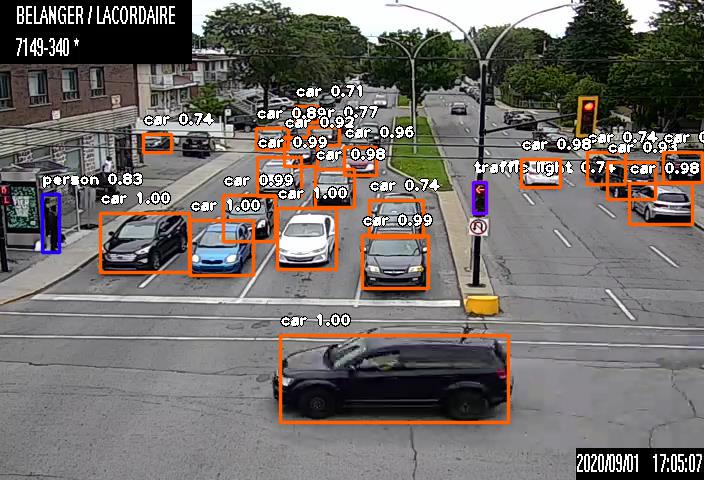 BELANGER / LACORDAIRE
7149-340 *
car 0.71
car 0.74
car 0.89
0.77
car 0.92
car 0.96
car 0.98
car 0.74
car 0.99
car 0.93
car 0.98
car 0.98
traffic light 0.74
person 0.83
0.99
car 1.00
car 0.74
car 1.00
car 1.00
car 0.99
car 1.00
2020/09/01 17:05:07